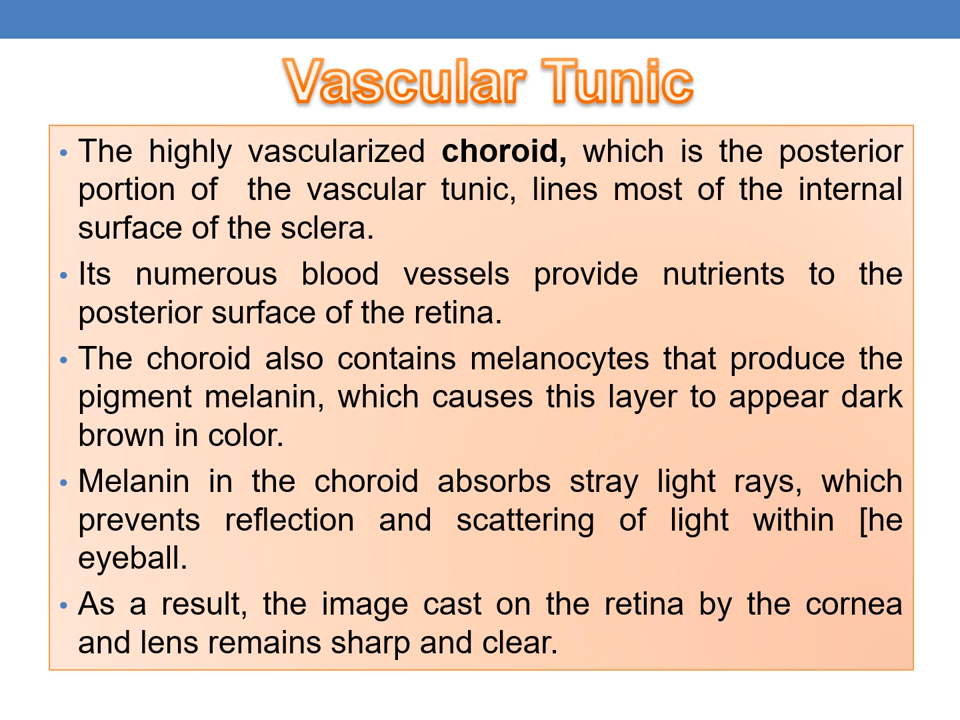 Vascular Tunic
• The highly vascularized choroid, which is the posterior
portion of  the vascular tunic, lines most of the internal
surface of the sclera.
• Its numerous blood vessels provide nutrients to the
posterior surface of the retina.
• The choroid also contains melanocytes that produce the
pigment melanin, which causes this layer to appear dark
brown in color.
• Melanin in the choroid absorbs stray light rays, which
prevents reflection and scattering of light within [he
eyeball.
• As a result, the image cast on the retina by the cornea
and lens remains sharp and clear.